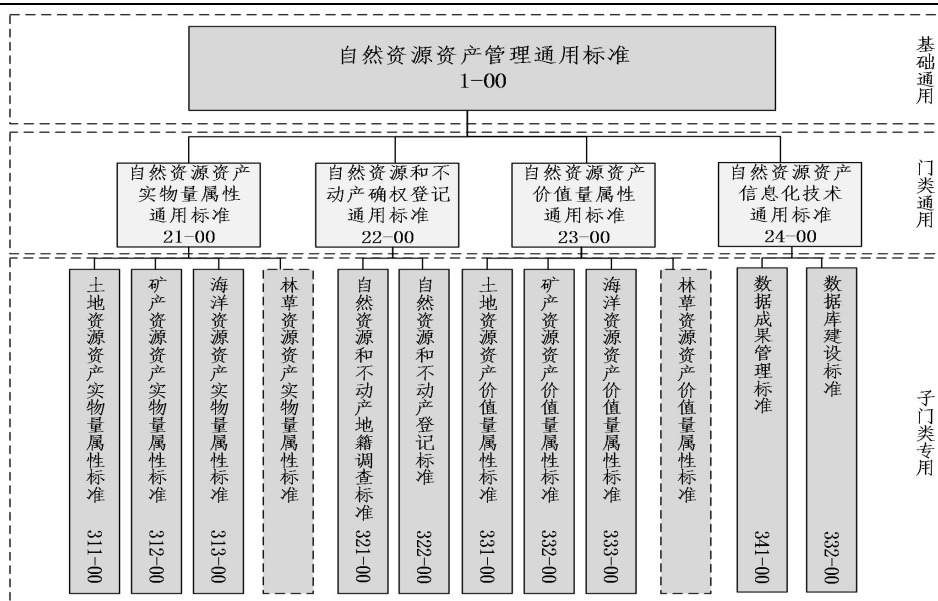 自然资源资产管理通用标准
1-00
基础通用
自然资源资产
实物量属性
通用标准
21-00
自然资源和不
动产确权登记
通用标准
22-00
自然资源资产
价值量属性
通用标准
23-00
自然资源资产
信息化技术
通用标准
24-00
门类通用
土地资源资产实物量属性标准
311-00
矿产资源资产实物量属性标准
312-00
海洋资源资产实物量属性标准
313-00
林草资源资产实物量属性标准
自然资源和不动产地籍调查标准
321-00
自然资源和不动产登记标准
322-00
土地资源资产价值量属性标准
331-00
矿产资源资产价值量属性标准
332-00
海洋资源资产价值量属性标准
333-00
林草资源资产价值量属性标准
数据成果管理标准
341-00
数据库建设标准
332-00
子门类专用